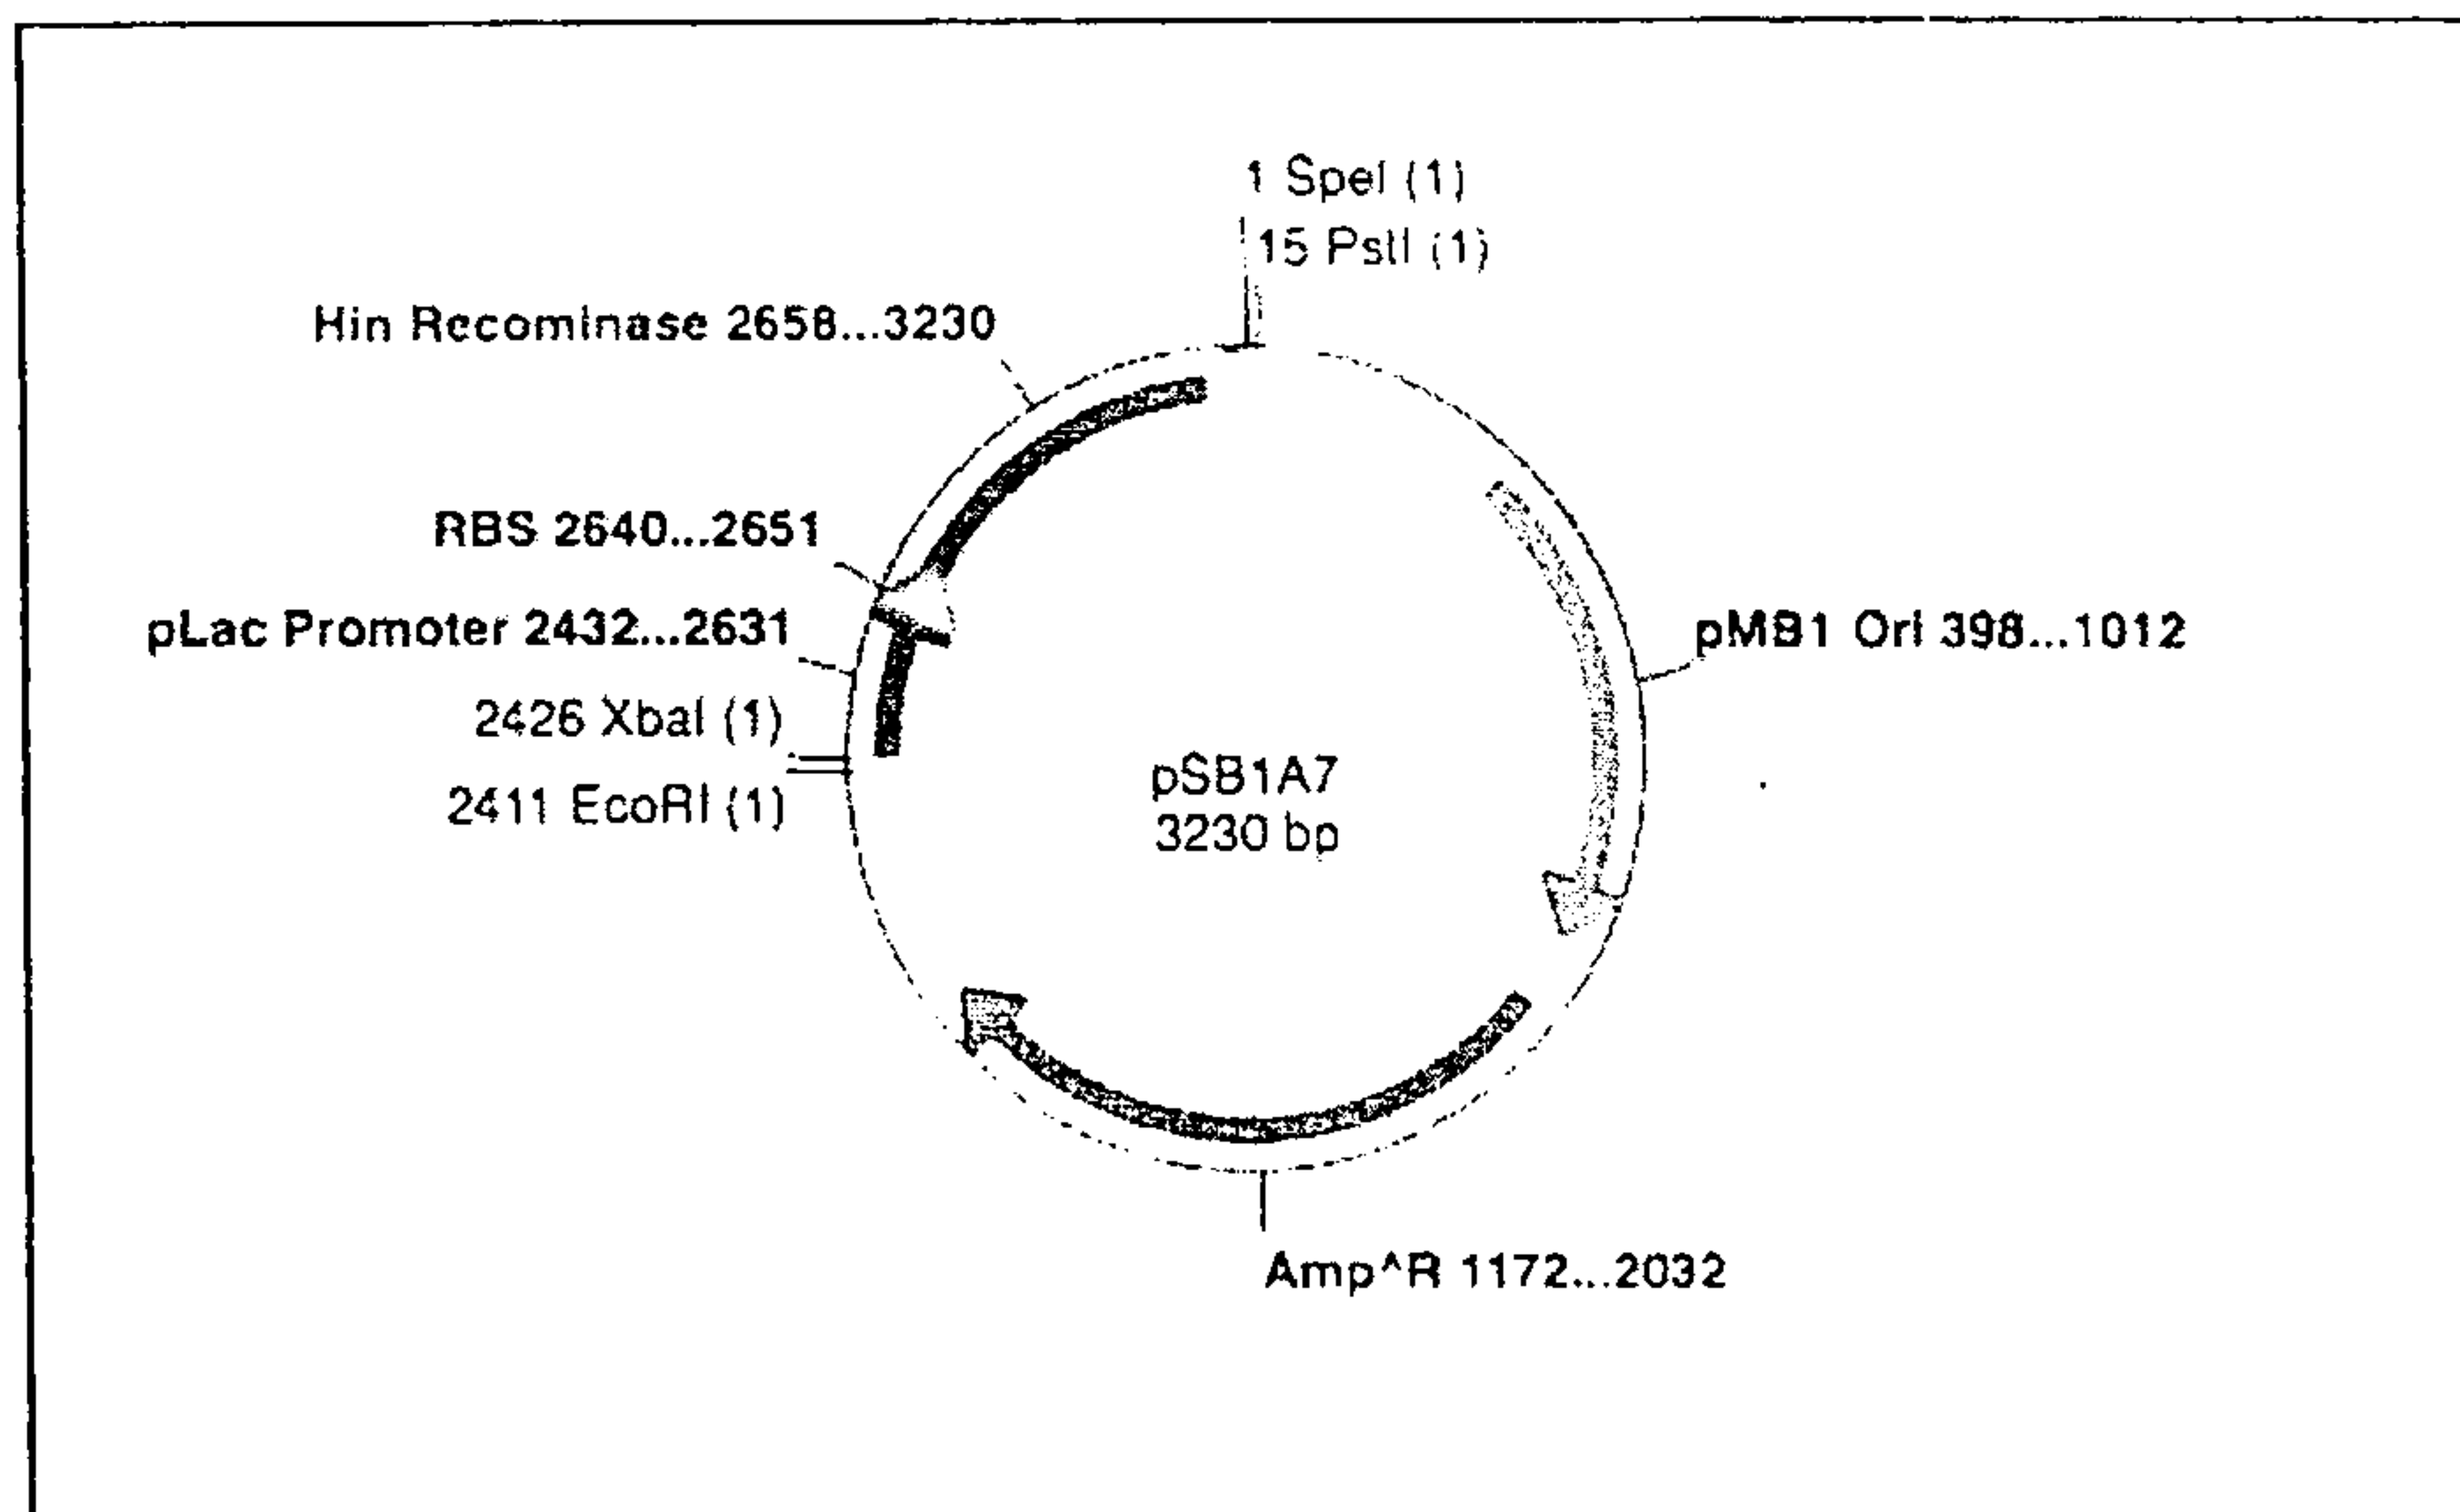 1 SpeI (1)
15 PstI (1)
Hin Recominase 2658...3230
RBS 2640...2651
pLac Promoter 2432...2631
pMB1 Ori 398...1012
2426 XbaI (1)
2411 EcoRI (1)
pSB1A7
3230 bp
Amp^R 1172...2032